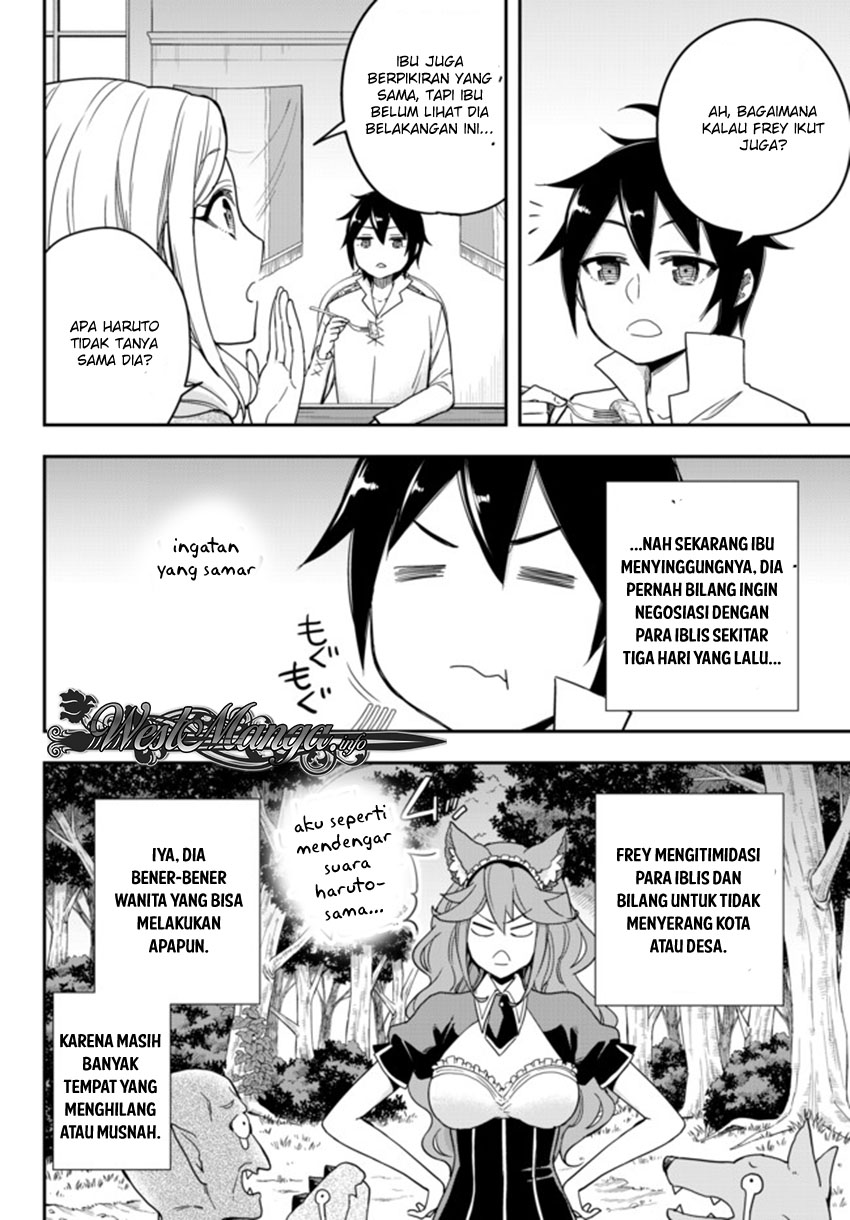 AH, BAGAIMANA
KALAU FREY IKUT
JUGA?
IBU JUGA
BERPIKIRAN YANG
SAMA, TAPI IBU
BELUM LIHAT DIA
BELAKANGAN INI...
APA HARUTO
TIDAK TANYA
SAMA DIA?
...NAH SEKARANG IBU
MENYINGGUNGNYA, DIA
PERNAH BILANG INGIN
NEGOSIASI DENGAN
PARA IBLIS SEKITAR
TIGA HARI YANG LALU...
ingatan
yang samar
もぐもぐ
WestManga.info
FREY MENGITIMIDASI
PARA IBLIS DAN
BILANG UNTUK TIDAK
MENYERANG KOTA
ATAU DESA.
aku seperti
mendengar
suara
haruto-
sama...
IYA, DIA
BENER-BENER
WANITA YANG BISA
MELAKUKAN
APAPUN.
KARENA MASIH
BANYAK
TEMPAT YANG
MENGHILANG
ATAU MUSNAH.